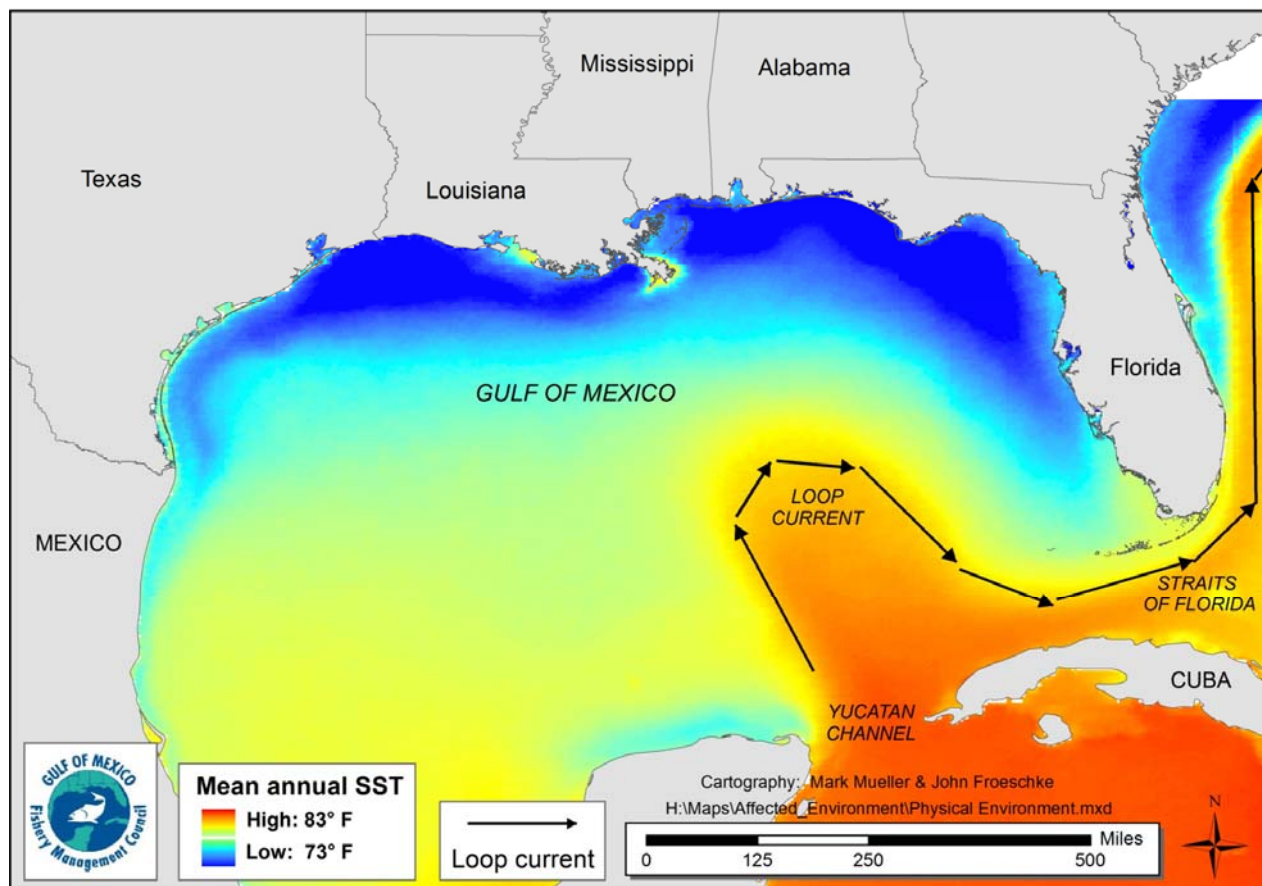 Mississippi
Alabama
Texas
Louisiana
GULF OF MEXICO
Florida
LOOP
CURRENT
MEXICO
STRAITS
OF FLORIDA
CUBA
YUCATAN
CHANNEL
GULF OF MEXICO
Fishery Management Council
Mean annual SST
High: 83° F
Low: 73° F
Loop current
Cartography: Mark Mueller & John Froeschke
H:\Maps\Affected_Environment\Physical Environment.mxd
Miles
0 125 250 500
N